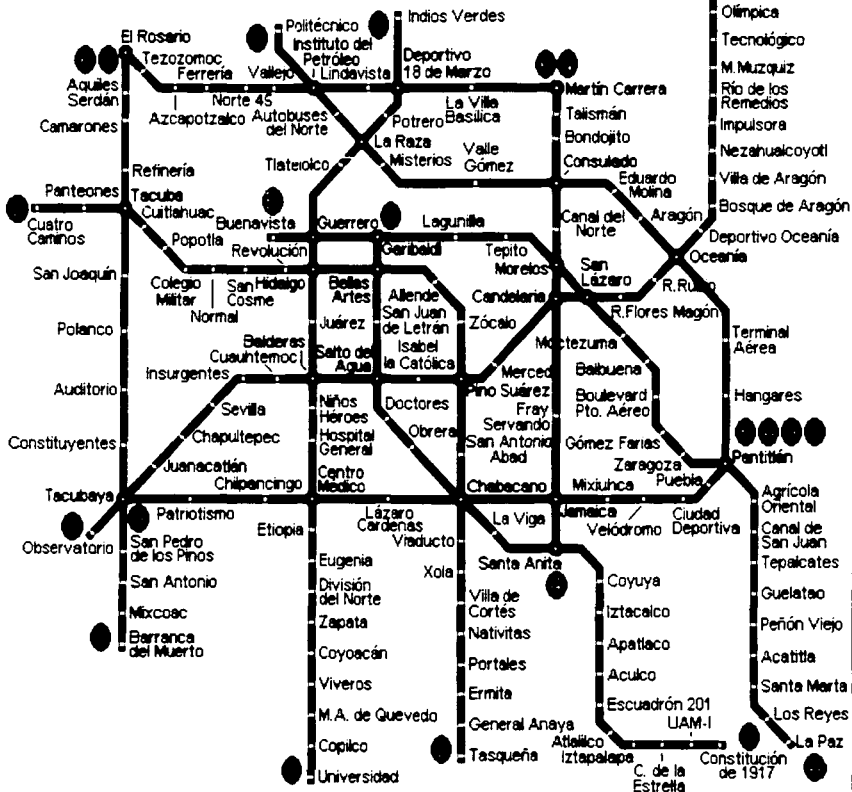 Olímpica
Tecnológico
M.Muzquiz
Río de los
Remedios
Impulsora
Nezahualcoyotl
Villa de Aragón
Bosque de Aragón
Deportivo Oceanía
Oceanía
R.Flores Magón
Indios Verdes
Politécnico
Instituto del
Petróleo
Deportivo
18 de Marzo
El Rosario
Tezozomoc
Ferrería
Vallejo
Lindavista
Martín Carrera
Aquiles
Serdán
Norte 45
Azcapotzalco
Autobuses
del Norte
La Villa
Basilica
Talismán
Camarones
Potrero
Bondojito
La Raza
Misterios
Valle
Gómez
Consulado
Tlatelolco
Eduardo
Molina
Refinería
Panteones
Tacuba
Cuitlahuac
Cuatro
Caminos
Popotla
Buenavista
Guerrero
Lagunilla
Canal del
Norte
Aragón
Revolución
Garibaldi
Tepito
Morelos
San
Lázaro
San Joaquín
Colegio
Militar
Normal
San
Cosme
Hidalgo
Bellas
Artes
Allende
San Juan
de Letrán
Candelaria
Zócalo
Juárez
Polanco
Balderas
Cuauhtemoc
Salto del
Agua
Isabel
la Católica
Moctezuma
Terminal
Aérea
Insurgentes
Merced
Pino Suárez
Balbuena
Auditorio
Sevilla
Niños
Héroes
Doctores
Fray
Servando
Boulevard
Pto. Aéreo
Hangares
Constituyentes
Chapultepec
Hospital
General
Obrera
San Antonio
Abad
Gómez Farias
Zaragoza
Pantitlán
Juanacatlán
Centro
Médico
Puebla
Tacubaya
Chilpancingo
Chabacano
Mixiuhca
Jamaica
Patriotismo
Lázaro
Cardenas
La Viga
Velódromo
Ciudad
Deportiva
Agrícola
Oriental
Observatorio
Etiopia
Viaducto
Santa Anita
Canal de
San Juan
San Pedro
de los Pinos
Eugenia
Xola
Coyuya
Tepalcates
San Antonio
División
del Norte
Villa de
Cortés
Iztacalco
Guelatao
Mixcoac
Zapata
Nativitas
Apatlaco
Peñón Viejo
Barranca
del Muerto
Coyoacán
Portales
Aculco
Acatitla
Viveros
Ermita
Escuadrón 201
Santa Marta
M.A. de Quevedo
General Anaya
UAM-I
Los Reyes
Copilco
Tasqueña
Atlalilco
Iztapalapa
La Paz
Universidad
C. de la
Estrella
Constitución
de 1917